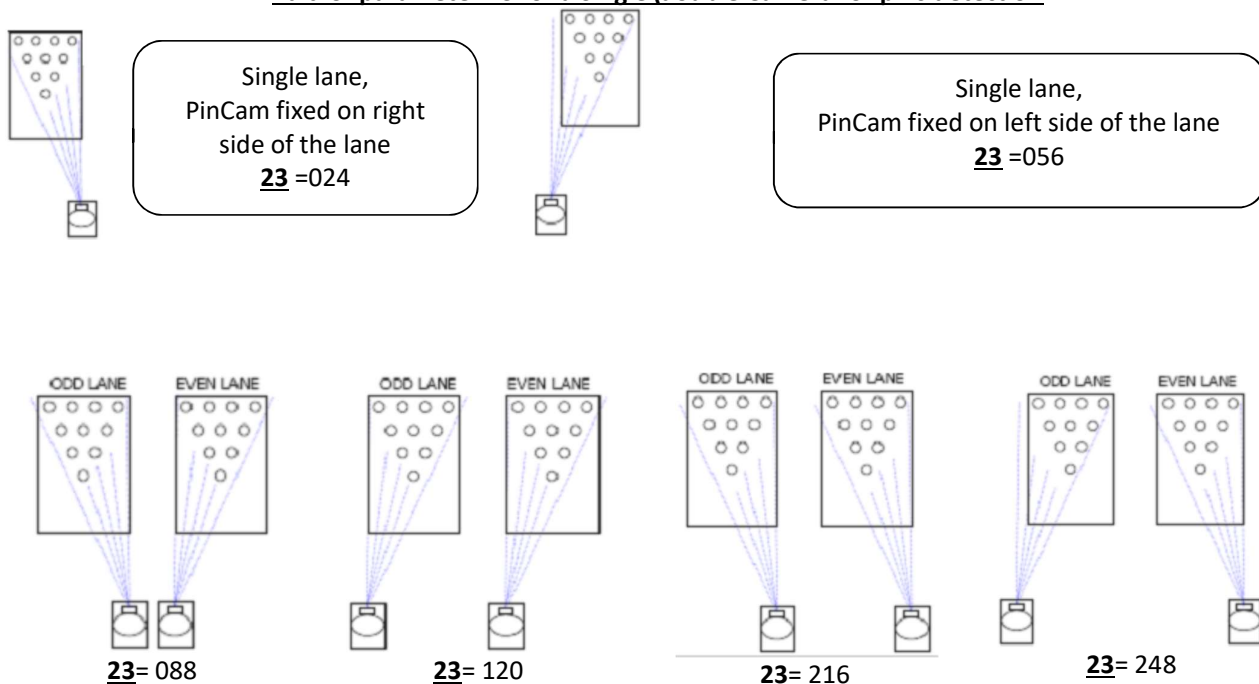 Single lane,
PinCam fixed on right
side of the lane
23 =024
Single lane,
PinCam fixed on left side of the lane
23 =056
ODD LANE EVEN LANE
ODD LANE EVEN LANE
ODD LANE EVEN LANE
ODD LANE EVEN LANE
23= 088
23= 120
23= 216
23= 248